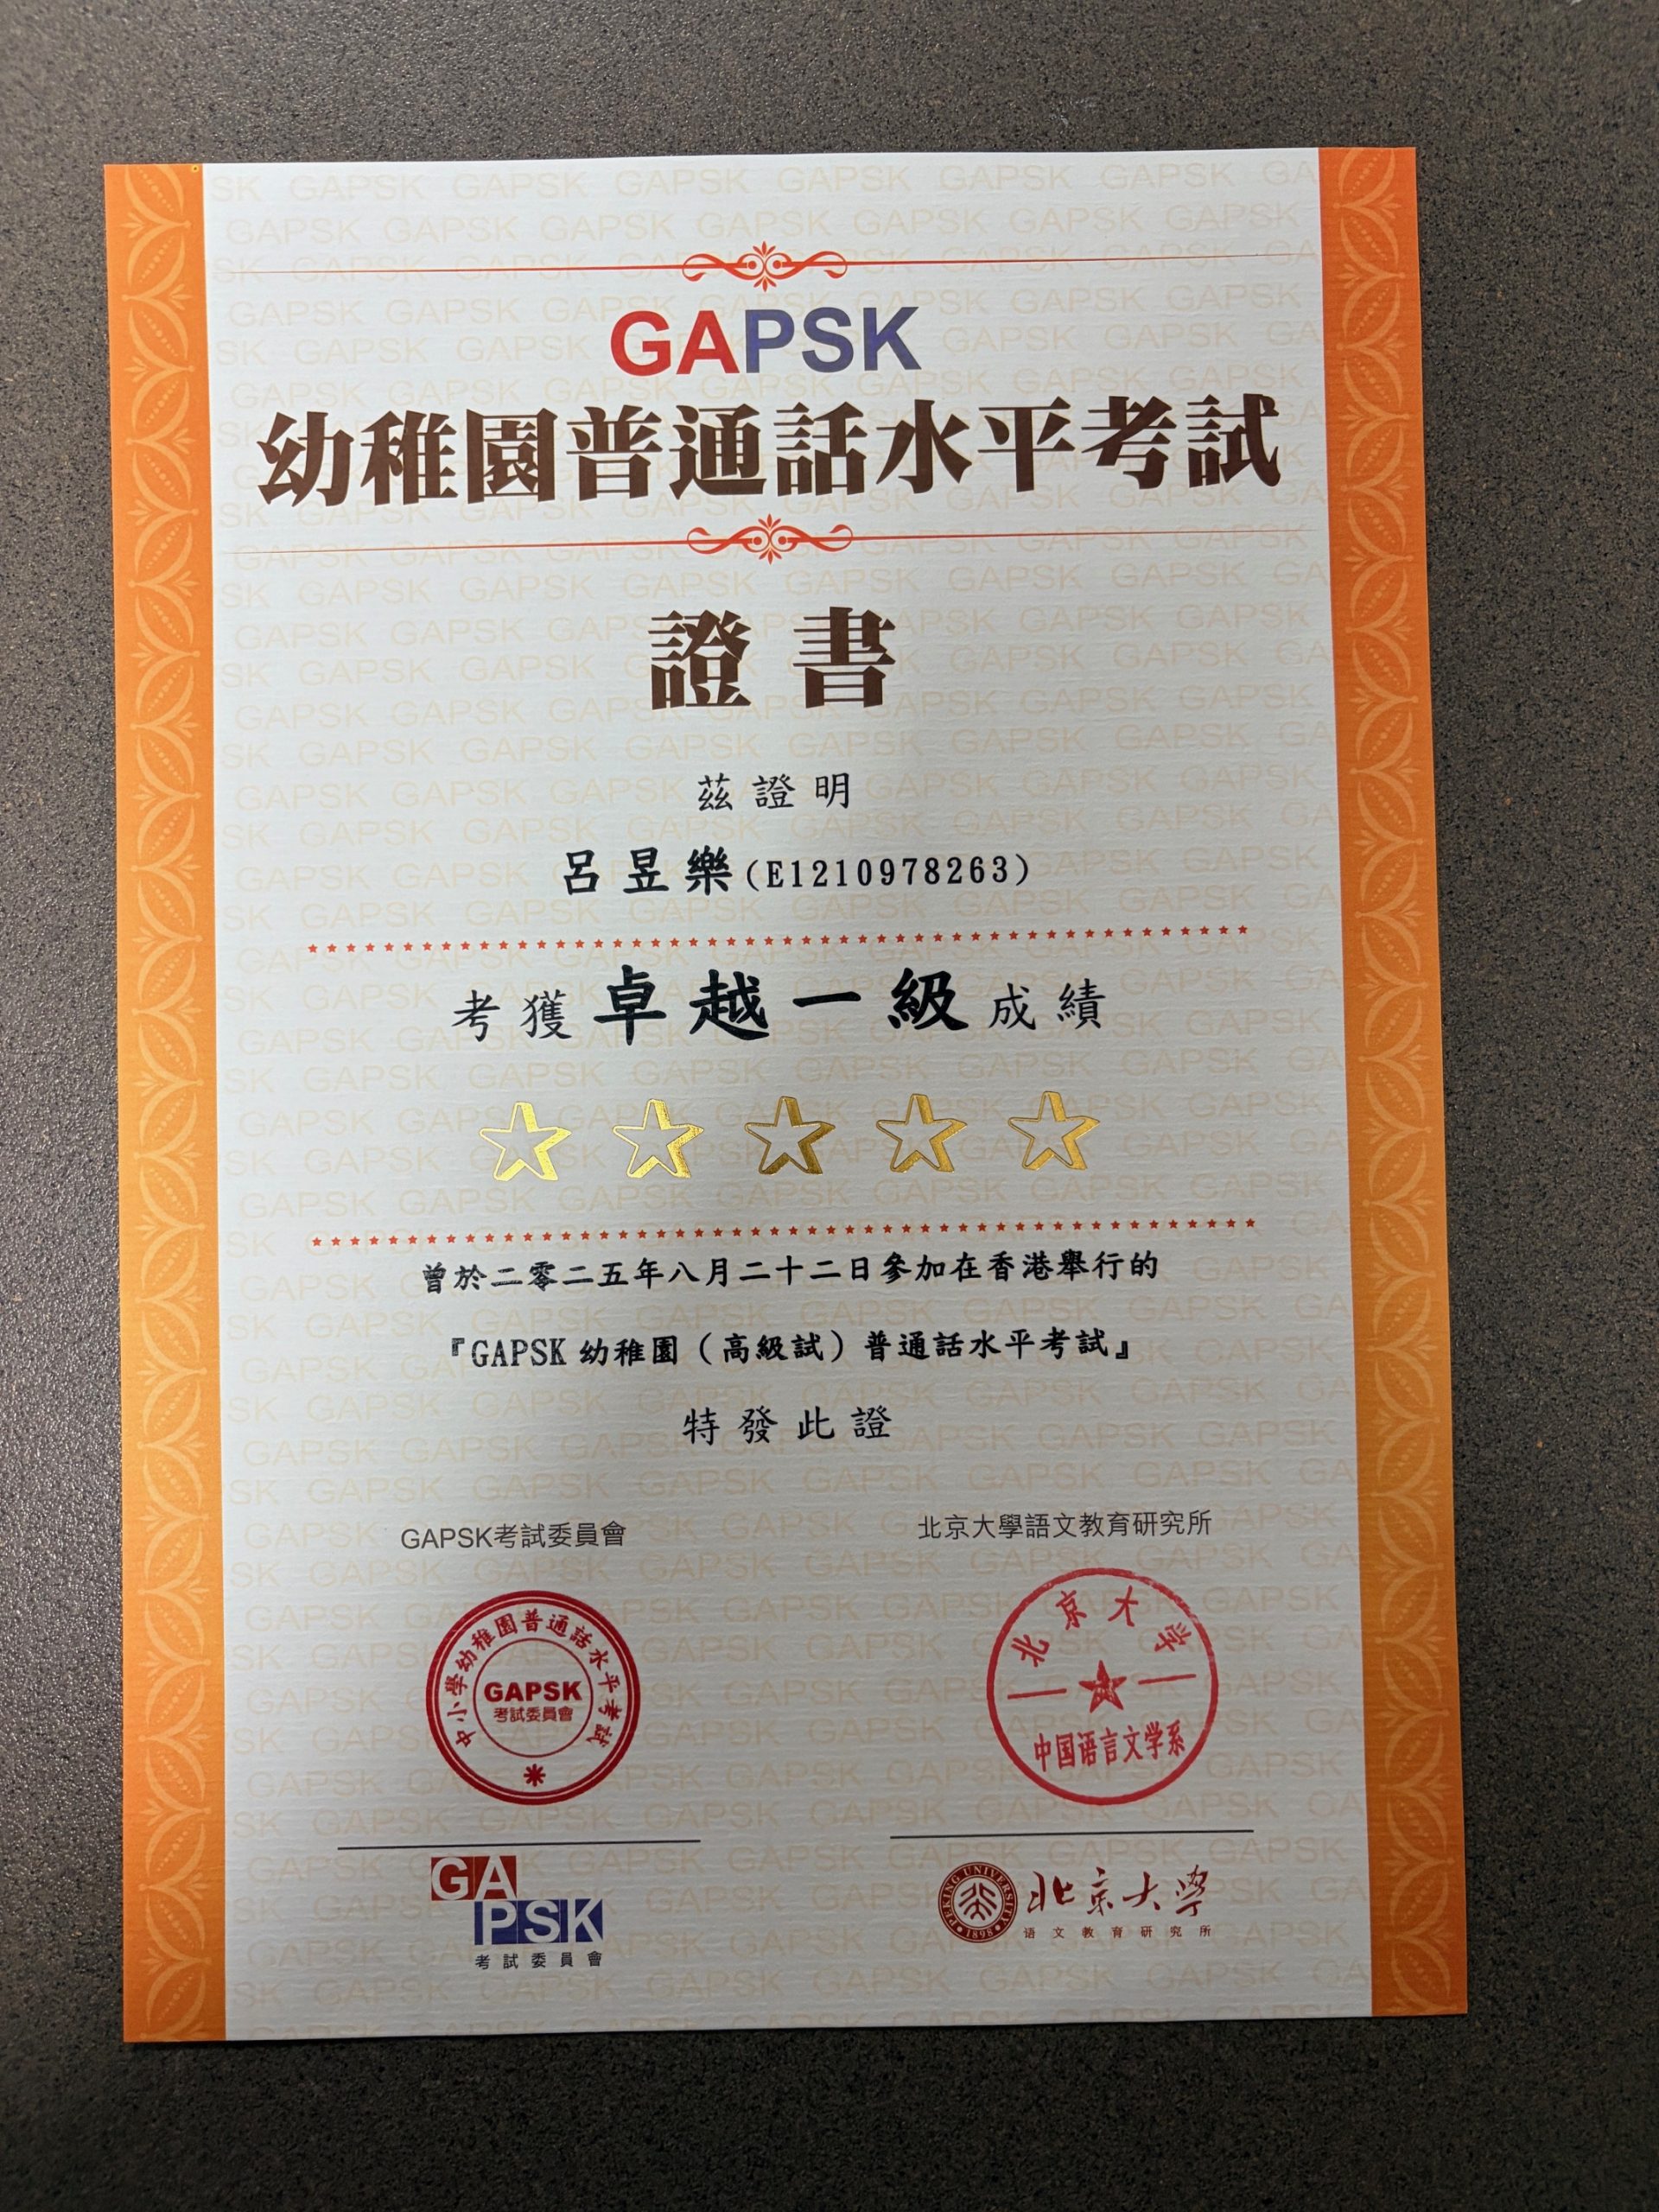 GAPSK
幼稚園普通話水平考試
證書
茲證明
呂昱樂(E1210978263)
考獲卓越一級成績
曾於二零二五年八月二十二日參加在香港舉行的
『GAPSK 幼稚園（高級試）普通話水平考試』
特發此證
GAPSK考試委員會
北京大學語文教育研究所
中小學幼稚園普通話水平考試
GAPSK
考試委員會
北京大学
中国语言文学系
GAPSK
考試委員會
PEKING UNIVERSITY
1898
北京大學
语文教育研究所